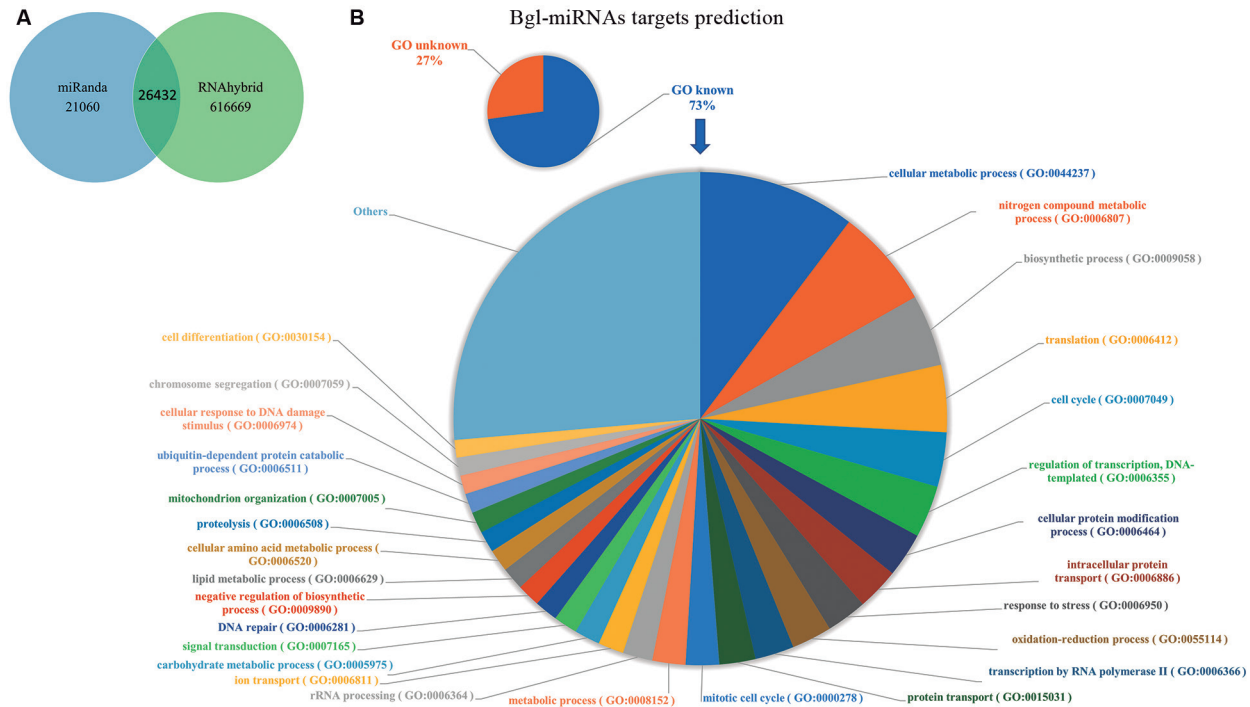 A
miRanda
21060
26432
RNAhybrid
616669
B
Bgl-miRNAs targets prediction
GO unknown
27%
GO known
73%
cellular metabolic process ( GO:0044237)
nitrogen compound metabolic
process ( GO:0006807)
biosynthetic process ( GO:0009058)
translation ( GO:0006412)
cell cycle ( GO:0007049)
regulation of transcription, DNA-
templated ( GO:0006355)
cellular protein modification
process ( GO:0006464)
intracellular protein
transport ( GO:0006886)
response to stress ( GO:0006950)
oxidation-reduction process ( GO:0055114)
transcription by RNA polymerase II ( GO:0006366)
protein transport ( GO:0015031)
mitotic cell cycle ( GO:0000278)
metabolic process ( GO:0008152)
rRNA processing ( GO:0006364)
ion transport ( GO:0006811)
carbohydrate metabolic process ( GO:0005975)
signal transduction ( GO:0007165)
DNA repair ( GO:0006281)
negative regulation of biosynthetic
process ( GO:0009890)
lipid metabolic process ( GO:0006629)
cellular amino acid metabolic process (
GO:0006520)
proteolysis ( GO:0006508)
mitochondrion organization ( GO:0007005)
ubiquitin-dependent protein catabolic
process ( GO:0006511)
cellular response to DNA damage
stimulus ( GO:0006974)
chromosome segregation ( GO:0007059)
cell differentiation ( GO:0030154)
Others